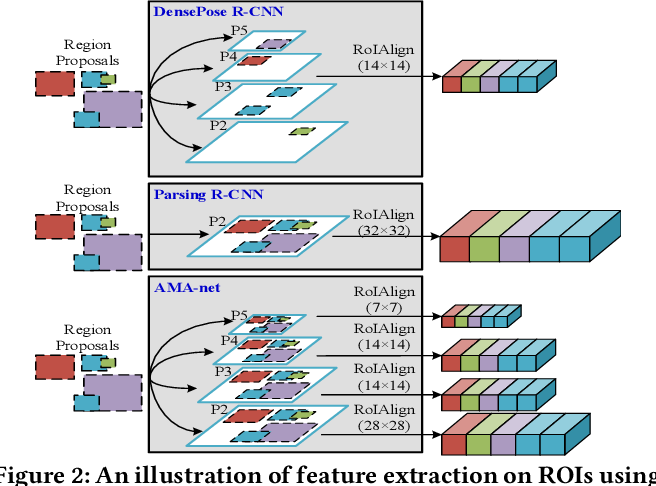 DensePose R-CNN
Region
Proposals
P5
P4
P3
P2
RoIAlign
(14×14)
Parsing R-CNN
Region
Proposals
P2
RoIAlign
(32×32)
AMA-net
Region
Proposals
P5
P4
P3
P2
RoIAlign
(7×7)
RoIAlign
(14×14)
RoIAlign
(14×14)
RoIAlign
(28×28)
Figure 2: An illustration of feature extraction on ROIs using